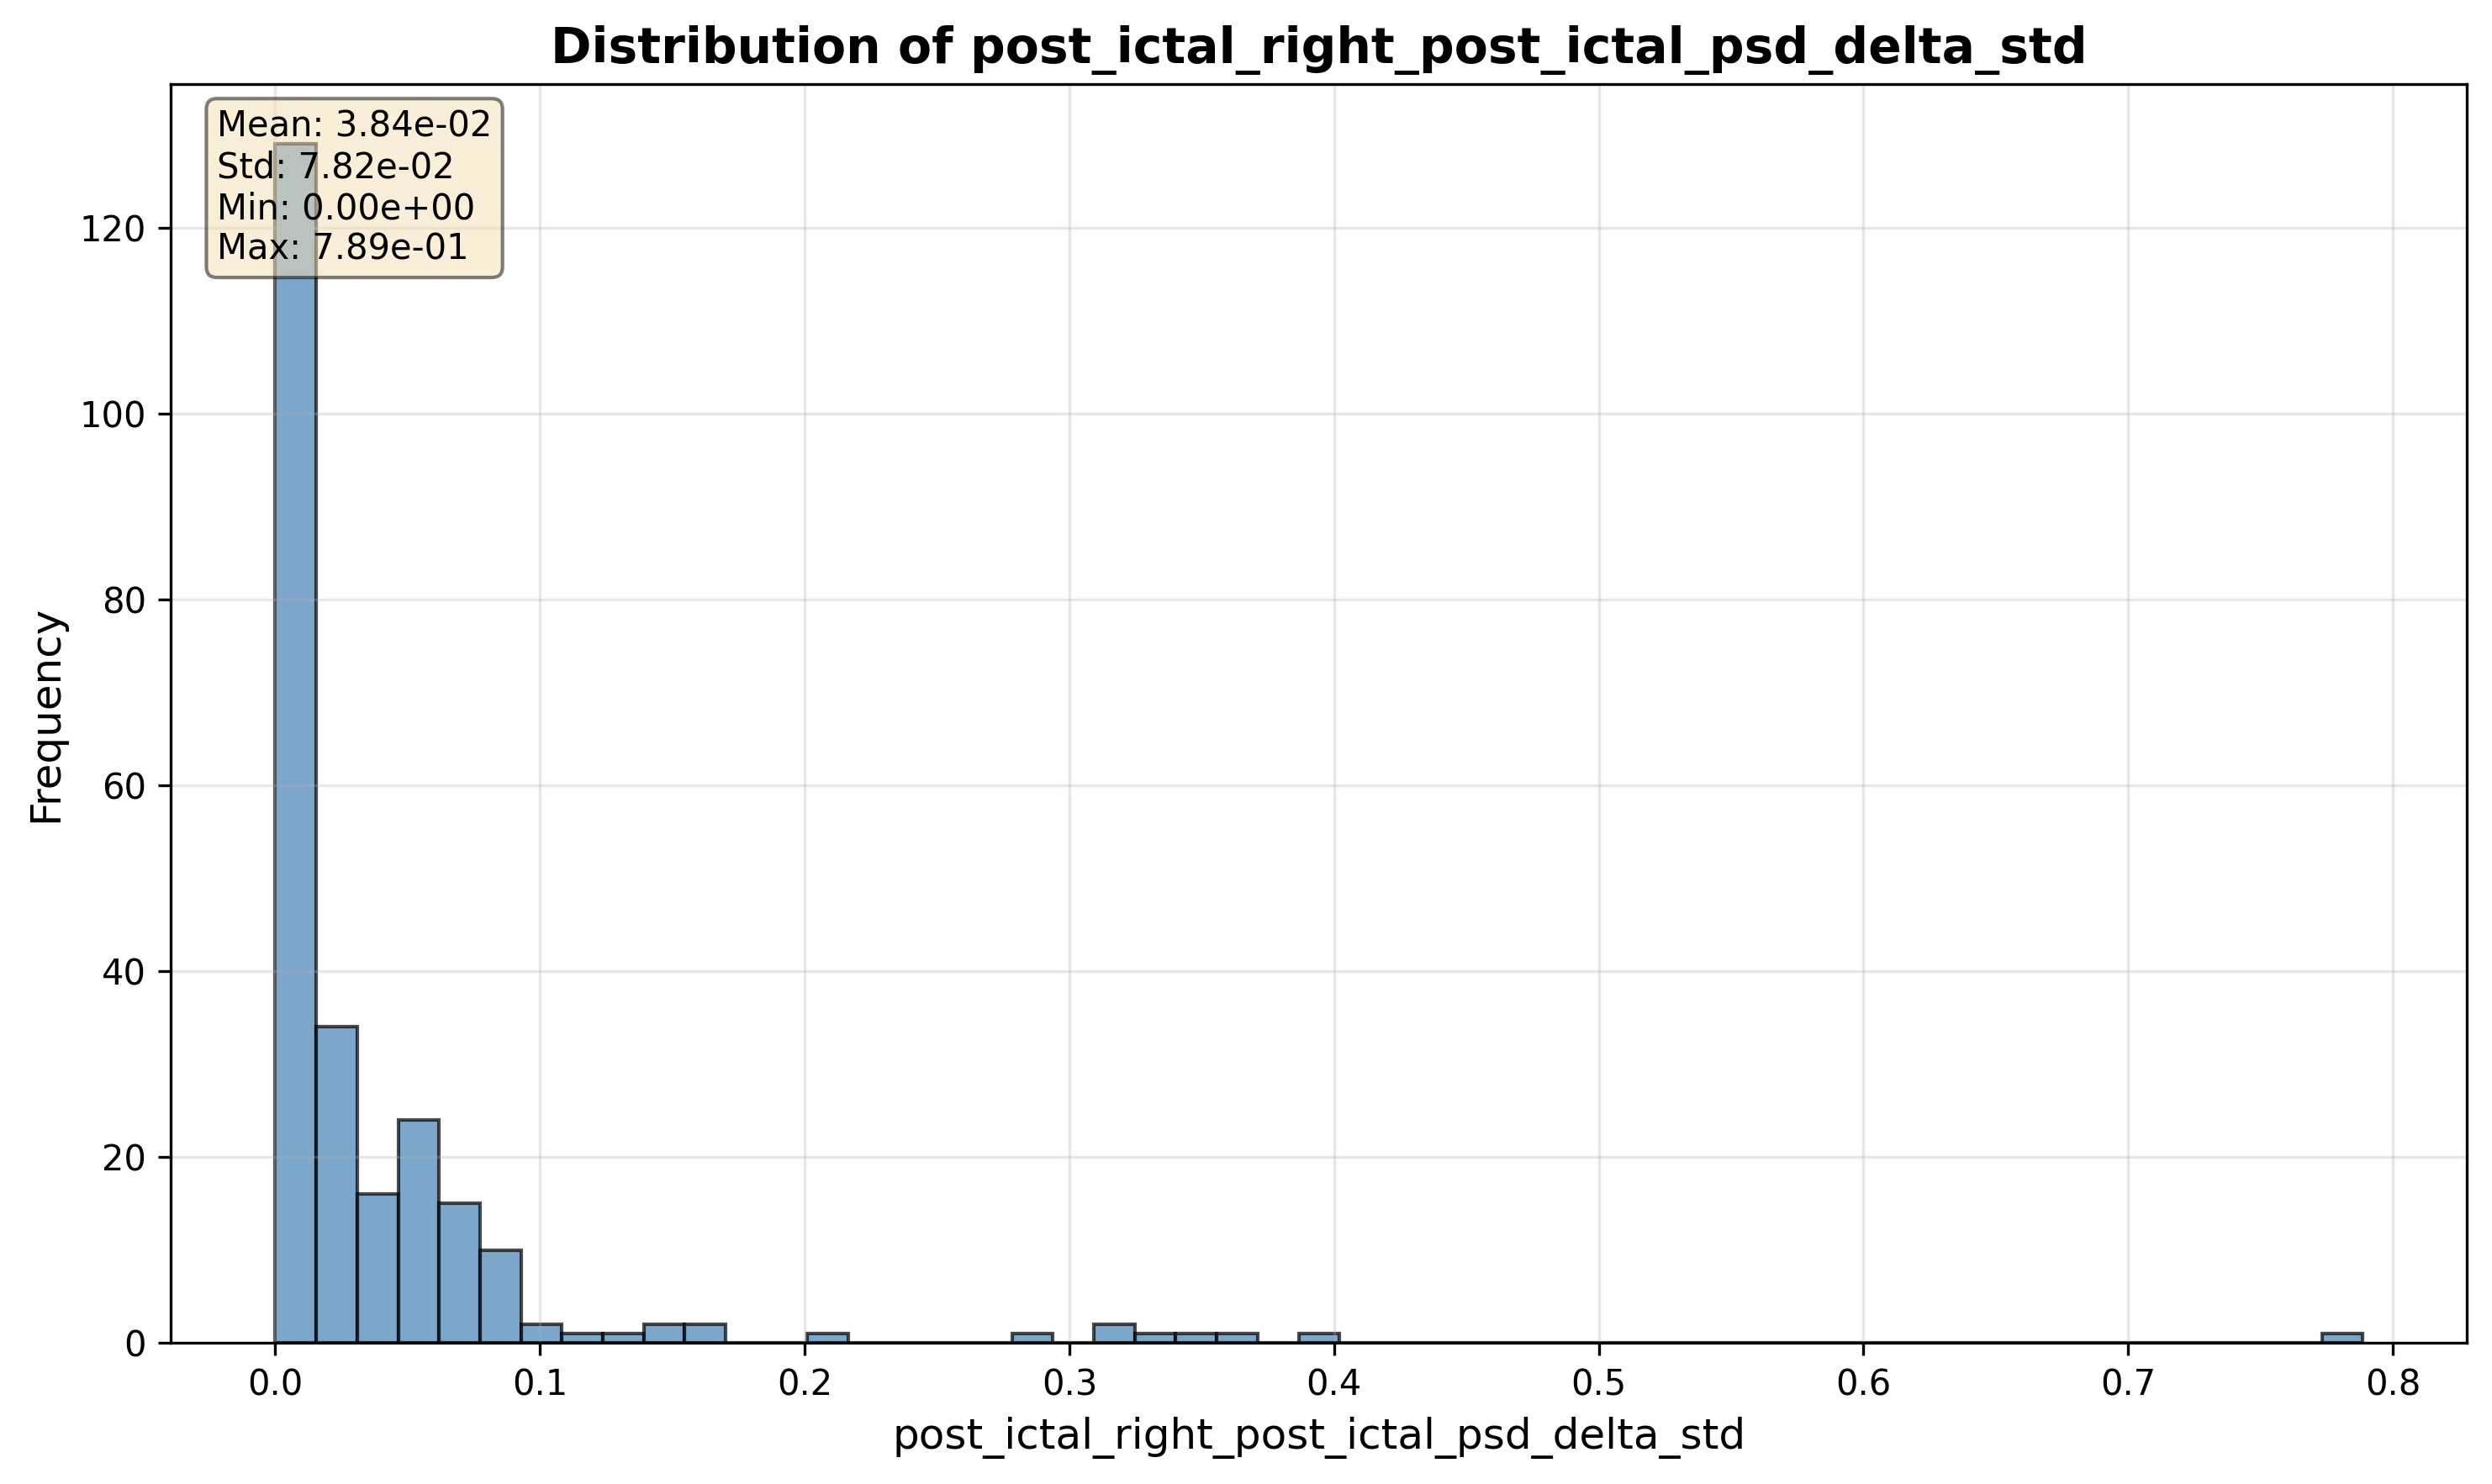 Distribution of post_ictal_right_post_ictal_psd_delta_std
Mean: 3.84e-02
Std: 7.82e-02
Min: 0.00e+00
Max: 7.89e-01
Frequency
120
100
80
60
40
20
0
0.0 0.1 0.2 0.3 0.4 0.5 0.6 0.7 0.8
post_ictal_right_post_ictal_psd_delta_std